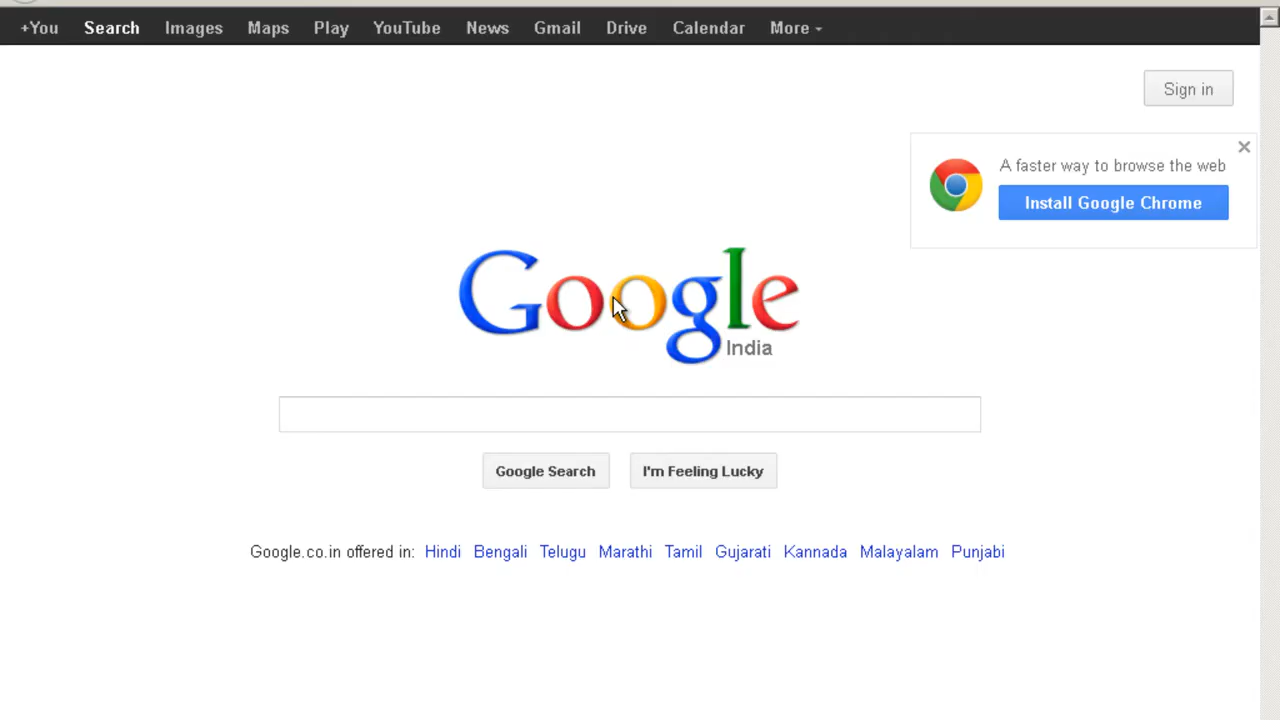 +You Search Images Maps Play YouTube News Gmail Drive Calendar More
Sign in
A faster way to browse the web
Install Google Chrome
Google
India
Google Search I'm Feeling Lucky
Google.co.in offered in: Hindi Bengali Telugu Marathi Tamil Gujarati Kannada Malayalam Punjabi